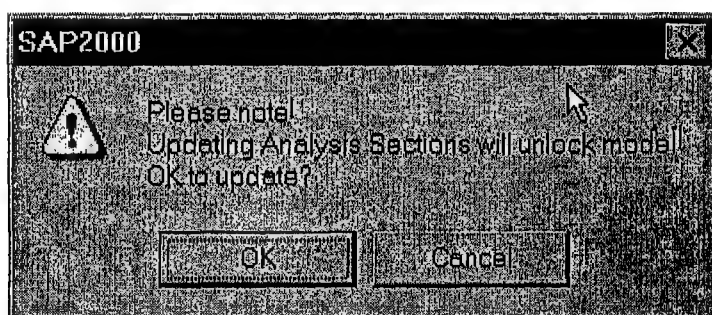 SAP2000
Please note!
Updating Analysis Sections will unlock model!
OK to update?
OK
Cancel